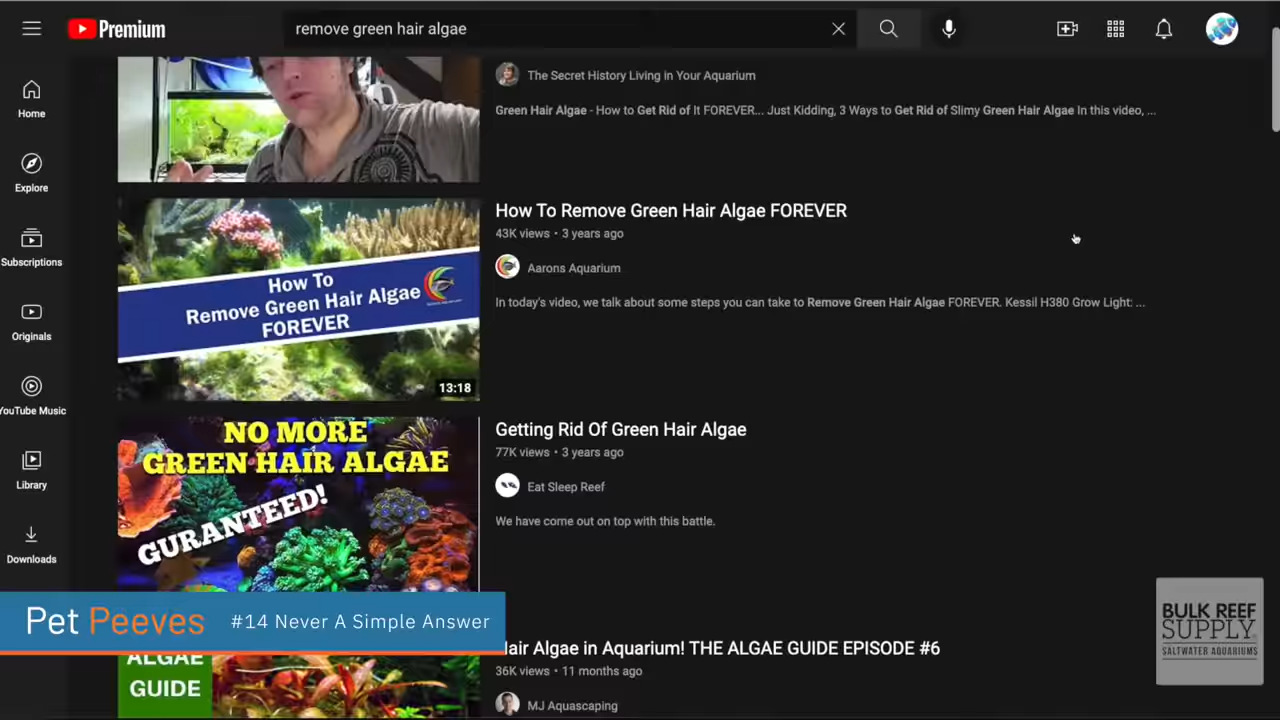 Premium
remove green hair algae
Home
Explore
Subscriptions
Originals
YouTube Music
Library
Downloads
The Secret History Living in Your Aquarium
Green Hair Algae - How to Get Rid of It FOREVER... Just Kidding, 3 Ways to Get Rid of Slimy Green Hair Algae In this video, ...
How To
Remove Green Hair Algae
FOREVER
13:18
How To Remove Green Hair Algae FOREVER
43K views • 3 years ago
Aarons Aquarium
In today's video, we talk about some steps you can take to Remove Green Hair Algae FOREVER. Kessil H380 Grow Light: ...
NO MORE
GREEN HAIR ALGAE
GURANTEED!
Getting Rid Of Green Hair Algae
77K views • 3 years ago
Eat Sleep Reef
We have come out on top with this battle.
Pet Peeves #14 Never A Simple Answer
BULK REEF
SUPPLY
SALTWATER AQUARIUMS
ALGAE
GUIDE
Hair Algae in Aquarium! THE ALGAE GUIDE EPISODE #6
36K views • 11 months ago
MJ Aquascaping